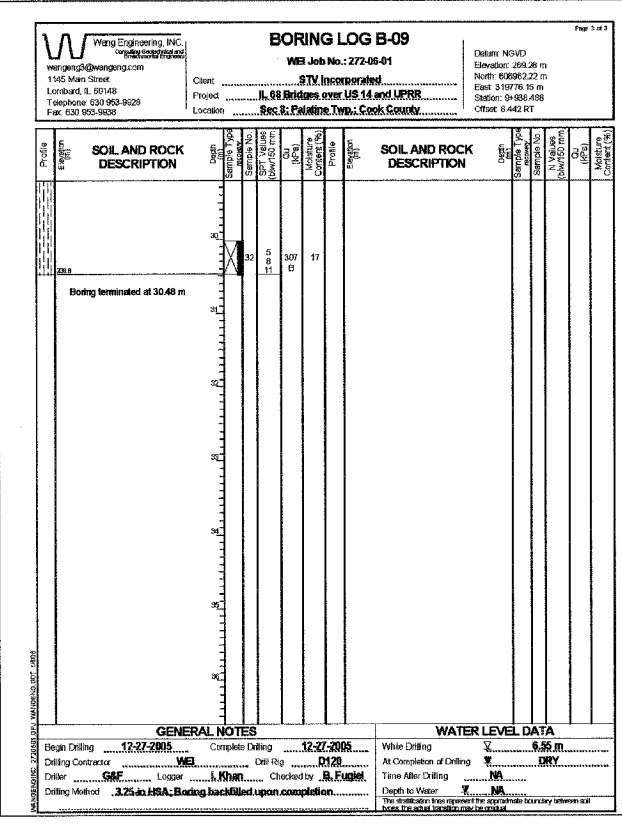 Page 3 of 3
Wang Engineering, INC.
Consulting Geotechnical and
Environmental Engineers
wangeng3@wangeng.com
1145 Main Street
Lombard, IL 60148
Telephone: 630 953-9928
Fax: 630 953-9938
BORING LOG B-09
WEI Job No.: 272-06-01
Client STV Incorporated
Project IL 68 Bridges over US 14 and UPRR
Location Sec 8; Palatine Twp.; Cook County
Datum: NGVD
Elevation: 269.28 m
North: 608962.22 m
East: 319776.15 m
Station: 9+938.488
Offset: 6.442 RT
Profile
Elevation (m)
SOIL AND ROCK DESCRIPTION
Depth (m)
Sample Type
recovery
Sample No.
SPT Values (blw/150 mm)
Qu (kPa)
Moisture Content (%)
Profile
Elevation (m)
SOIL AND ROCK DESCRIPTION
Depth (m)
Sample Type
recovery
Sample No.
N Values (blw/150 mm)
Qu (kPa)
Moisture Content (%)
30
32 5 8 11 307 B 17
238.8
Boring terminated at 30.48 m
31
32
33
34
35
36
GENERAL NOTES
Begin Drilling 12-27-2005 Complete Drilling 12-27-2005
Drilling Contractor WEI Drill Rig D120
Driller G&F Logger I. Khan Checked by B. Fugiel
Drilling Method 3.25-in HSA; Boring backfilled upon completion
WATER LEVEL DATA
While Drilling 6.55 m
At Completion of Drilling DRY
Time After Drilling NA
Depth to Water NA
The stratification lines represent the approximate boundary between soil
types; the actual transition may be gradual.